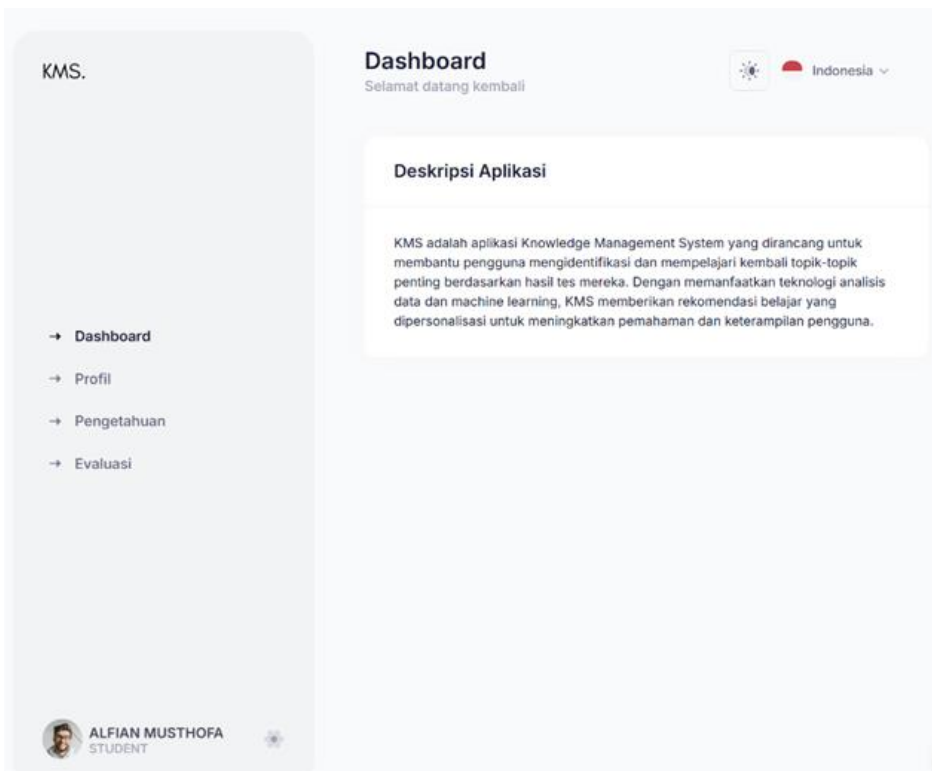 KMS.
Dashboard
Selamat datang kembali
Indonesia
Deskripsi Aplikasi
KMS adalah aplikasi Knowledge Management System yang dirancang untuk
membantu pengguna mengidentifikasi dan mempelajari kembali topik-topik
penting berdasarkan hasil tes mereka. Dengan memanfaatkan teknologi analisis
data dan machine learning, KMS memberikan rekomendasi belajar yang
dipersonalisasi untuk meningkatkan pemahaman dan keterampilan pengguna.
Dashboard
Profil
Pengetahuan
Evaluasi
ALFIAN MUSTHOFA
STUDENT